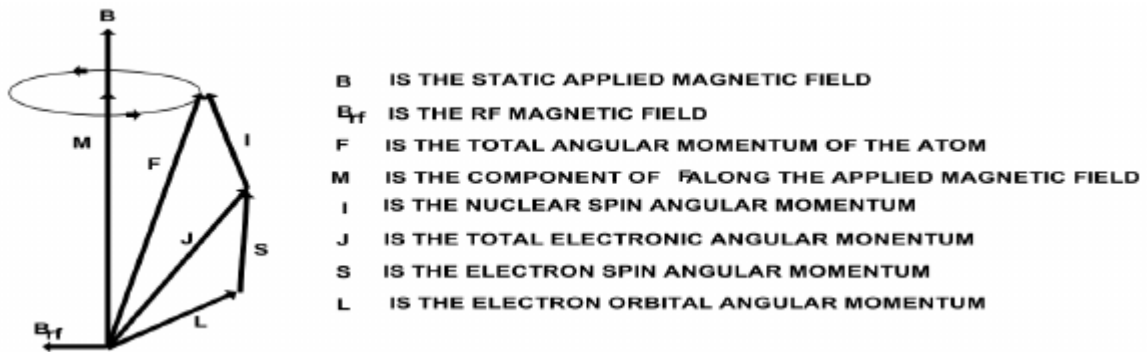 B
B IS THE STATIC APPLIED MAGNETIC FIELD
Brf IS THE RF MAGNETIC FIELD
F IS THE TOTAL ANGULAR MOMENTUM OF THE ATOM
M IS THE COMPONENT OF F ALONG THE APPLIED MAGNETIC FIELD
I IS THE NUCLEAR SPIN ANGULAR MOMENTUM
J IS THE TOTAL ELECTRONIC ANGULAR MONENTUM
S IS THE ELECTRON SPIN ANGULAR MOMENTUM
L IS THE ELECTRON ORBITAL ANGULAR MOMENTUM
M
F
I
J
S
L
Brf